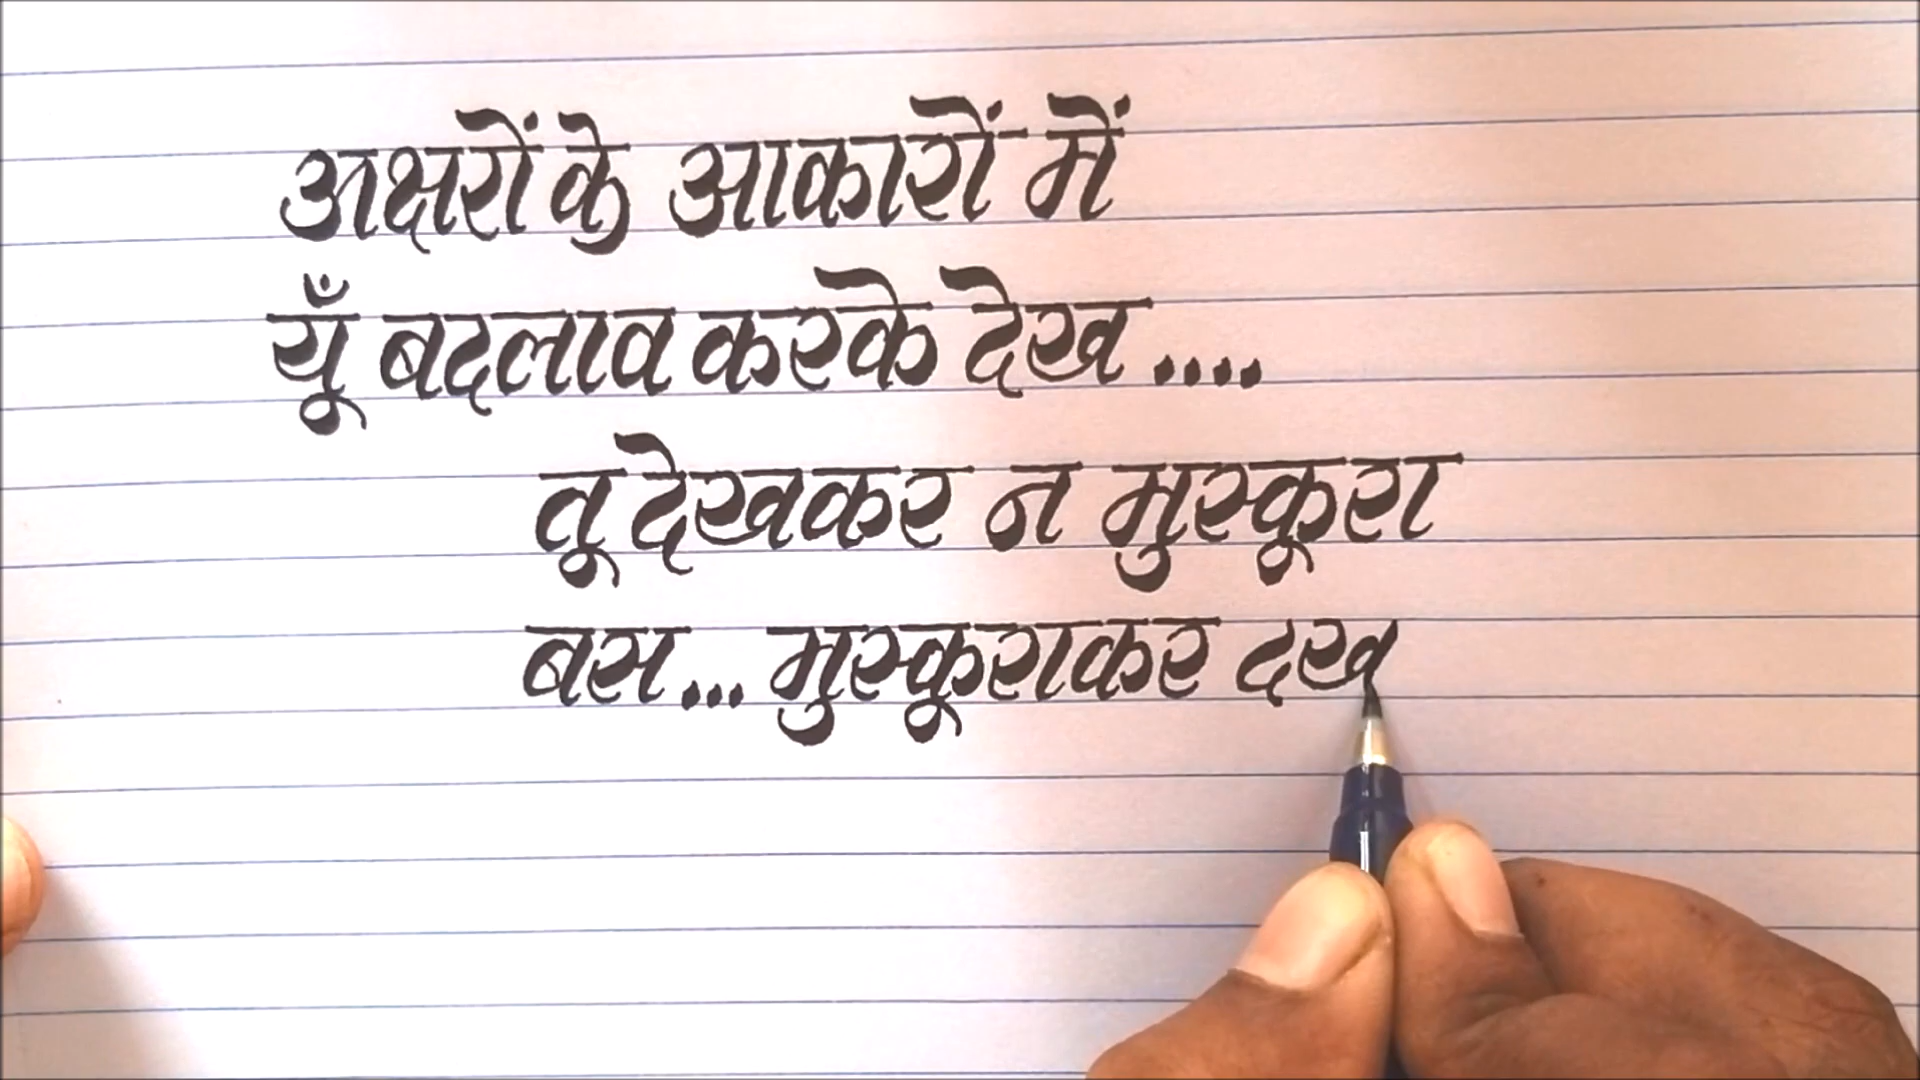 अक्षरों के आकारों में
यूँ बदलाव करके देख ....
तू देखकर न मुस्कूरा
बस... मुस्कूराकर दख